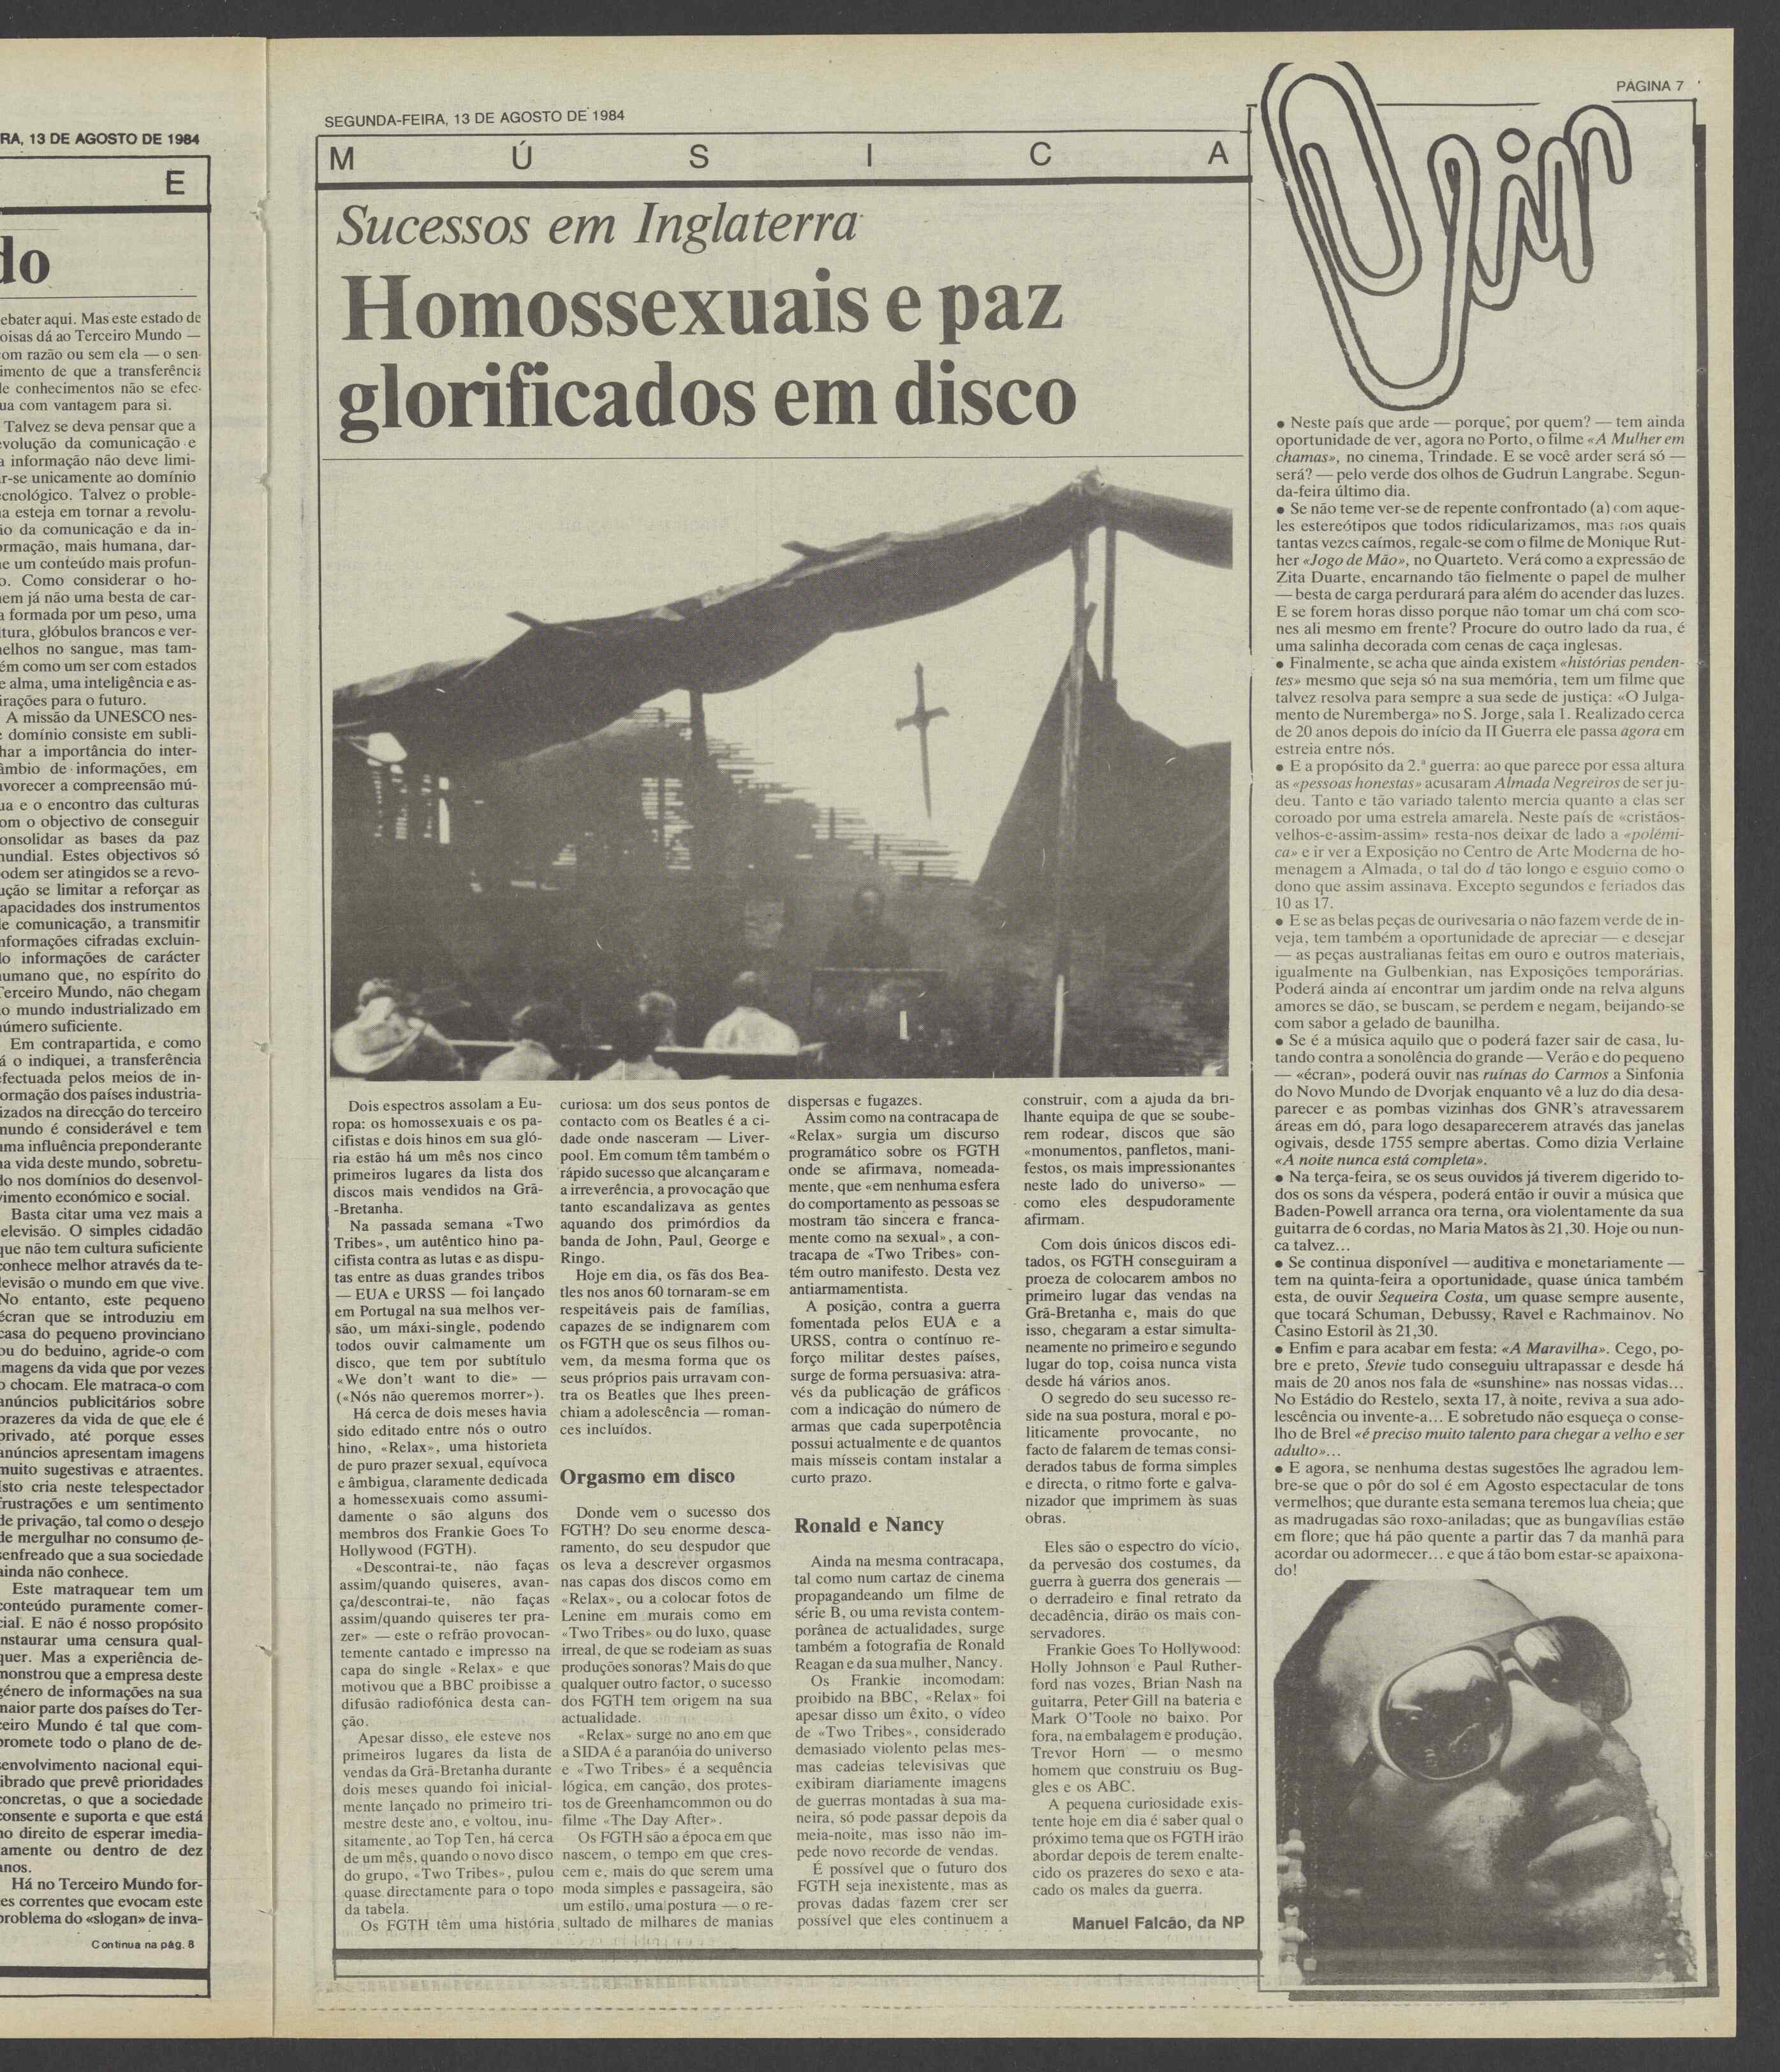 RA, 13 DE AGOSTO DE 1984
E
do
ebater aqui. Mas este estado de
oisas dá ao Terceiro Mundo —
om razão ou sem ela — o sen-
imento de que a transferência
le conhecimentos não se efec-
ua com vantagem para si.
Talvez se deva pensar que a
evolução da comunicação e
a informação não deve limi-
ar-se unicamente ao domínio
ecnológico. Talvez o proble-
na esteja em tornar a revolu-
ão da comunicação e da in-
ormação, mais humana, dar-
he um conteúdo mais profun-
o. Como considerar o ho-
nem já não uma besta de car-
a formada por um peso, uma
ltura, glóbulos brancos e ver-
nelhos no sangue, mas tam-
ém como um ser com estados
e alma, uma inteligência e as-
irações para o futuro.
A missão da UNESCO nes-
e domínio consiste em subli-
har a importância do inter-
âmbio de informações, em
avorecer a compreensão mú-
ua e o encontro das culturas
om o objectivo de conseguir
onsolidar as bases da paz
nundial. Estes objectivos só
odem ser atingidos se a revo-
ução se limitar a reforçar as
apacidades dos instrumentos
le comunicação, a transmitir
nformações cifradas excluin-
lo informações de carácter
umano que, no espírito do
Terceiro Mundo, não chegam
o mundo industrializado em
número suficiente.
Em contrapartida, e como
á o indiquei, a transferência
efectuada pelos meios de in-
ormação dos países industria-
izados na direcção do terceiro
mundo é considerável e tem
uma influência preponderante
na vida deste mundo, sobretu-
do nos domínios do desenvol-
vimento económico e social.
Basta citar uma vez mais a
televisão. O simples cidadão
que não tem cultura suficiente
conhece melhor através da te-
levisão o mundo em que vive.
No entanto, este pequeno
écran que se introduziu em
casa do pequeno provinciano
ou do beduino, agride-o com
imagens da vida que por vezes
o chocam. Ele matraca-o com
anúncios publicitários sobre
prazeres da vida de que ele é
privado, até porque esses
anúncios apresentam imagens
muito sugestivas e atraentes.
Isto cria neste telespectador
frustrações e um sentimento
de privação, tal como o desejo
de mergulhar no consumo de-
senfreado que a sua sociedade
ainda não conhece.
Este matraquear tem um
conteúdo puramente comer-
cial. E não é nosso propósito
instaurar uma censura qual-
quer. Mas a experiência de-
monstrou que a empresa deste
género de informações na sua
maior parte dos países do Ter-
ceiro Mundo é tal que com-
promete todo o plano de de-
senvolvimento nacional equi-
librado que prevê prioridades
concretas, o que a sociedade
consente e suporta e que está
no direito de esperar imedia-
tamente ou dentro de dez
anos.
Há no Terceiro Mundo for-
tes correntes que evocam este
problema do «slogan» de inva-
Continua na pág. 8
SEGUNDA-FEIRA, 13 DE AGOSTO DE 1984
PÁGINA 7
MÚSICA
Sucessos em Inglaterra
Homossexuais e paz
glorificados em disco
Dois espectros assolam a Eu-
ropa: os homossexuais e os pa-
cifistas e dois hinos em sua gló-
ria estão há um mês nos cinco
primeiros lugares da lista dos
discos mais vendidos na Grã-
-Bretanha.
Na passada semana «Two
Tribes», um autêntico hino pa-
cifista contra as lutas e as dispu-
tas entre as duas grandes tribos
— EUA e URSS — foi lançado
em Portugal na sua melhos ver-
são, um máxi-single, podendo
todos ouvir calmamente um
disco, que tem por subtítulo
«We don't want to die» —
(«Nós não queremos morrer»).
Há cerca de dois meses havia
sido editado entre nós o outro
hino, «Relax», uma historieta
de puro prazer sexual, equívoca
e âmbigua, claramente dedicada
a homessexuais como assumi-
damente o são alguns dos
membros dos Frankie Goes To
Hollywood (FGTH).
«Descontrai-te, não faças
assim/quando quiseres, avan-
ça/descontrai-te, não faças
assim/quando quiseres ter pra-
zer» — este o refrão provocan-
temente cantado e impresso na
capa do single «Relax» e que
motivou que a BBC proibisse a
difusão radiofónica desta can-
ção.
Apesar disso, ele esteve nos
primeiros lugares da lista de
vendas da Grã-Bretanha durante
dois meses quando foi inicial-
mente lançado no primeiro tri-
mestre deste ano, e voltou, inu-
sitamente, ao Top Ten, há cerca
de um mês, quando o novo disco
do grupo, «Two Tribes», pulou
quase directamente para o topo
da tabela.
Os FGTH têm uma história
curiosa: um dos seus pontos de
contacto com os Beatles é a ci-
dade onde nasceram — Liver-
pool. Em comum têm também o
rápido sucesso que alcançaram e
a irreverência, a provocação que
tanto escandalizava as gentes
aquando dos primórdios da
banda de John, Paul, George e
Ringo.
Hoje em dia, os fãs dos Bea-
tles nos anos 60 tornaram-se em
respeitáveis pais de famílias,
capazes de se indignarem com
os FGTH que os seus filhos ou-
vem, da mesma forma que os
seus próprios pais urravam con-
tra os Beatles que lhes preen-
chiam a adolescência — roman-
ces incluídos.
Orgasmo em disco
Donde vem o sucesso dos
FGTH? Do seu enorme desca-
ramento, do seu despudor que
os leva a descrever orgasmos
nas capas dos discos como em
«Relax», ou a colocar fotos de
Lenine em murais como em
«Two Tribes» ou do luxo, quase
irreal, de que se rodeiam as suas
produções sonoras? Mais do que
qualquer outro factor, o sucesso
dos FGTH tem origem na sua
actualidade.
«Relax» surge no ano em que
a SIDA é a paranóia do universo
e «Two Tribes» é a sequência
lógica, em canção, dos protes-
tos de Greenhamcommon ou do
filme «The Day After».
Os FGTH são a época em que
nascem, o tempo em que cres-
cem e, mais do que serem uma
moda simples e passageira, são
um estilo, uma postura — o re-
sultado de milhares de manias
dispersas e fugazes.
Assim como na contracapa de
«Relax» surgia um discurso
programático sobre os FGTH
onde se afirmava, nomeada-
mente, que «em nenhuma esfera
do comportamento as pessoas se
mostram tão sincera e franca-
mente como na sexual», a con-
tracapa de «Two Tribes» con-
tém outro manifesto. Desta vez
antiarmamentista.
A posição, contra a guerra
fomentada pelos EUA e a
URSS, contra o contínuo re-
forço militar destes países,
surge de forma persuasiva: atra-
vés da publicação de gráficos
com a indicação do número de
armas que cada superpotência
possui actualmente e de quantos
mais mísseis contam instalar a
curto prazo.
Ronald e Nancy
Ainda na mesma contracapa,
tal como num cartaz de cinema
propagandeando um filme de
série B, ou uma revista contem-
porânea de actualidades, surge
também a fotografia de Ronald
Reagan e da sua mulher, Nancy.
Os Frankie incomodam:
proibido na BBC, «Relax» foi
apesar disso um êxito, o vídeo
de «Two Tribes», considerado
demasiado violento pelas mes-
mas cadeias televisivas que
exibiram diariamente imagens
de guerras montadas à sua ma-
neira, só pode passar depois da
meia-noite, mas isso não im-
pede novo recorde de vendas.
É possível que o futuro dos
FGTH seja inexistente, mas as
provas dadas fazem crer ser
possível que eles continuem a
construir, com a ajuda da bri-
lhante equipa de que se soube-
rem rodear, discos que são
«monumentos, panfletos, mani-
festos, os mais impressionantes
neste lado do universo» —
como eles despudoramente
afirmam.
Com dois únicos discos edi-
tados, os FGTH conseguiram a
proeza de colocarem ambos no
primeiro lugar das vendas na
Grã-Bretanha e, mais do que
isso, chegaram a estar simulta-
neamente no primeiro e segundo
lugar do top, coisa nunca vista
desde há vários anos.
O segredo do seu sucesso re-
side na sua postura, moral e po-
liticamente provocante, no
facto de falarem de temas consi-
derados tabus de forma simples
e directa, o ritmo forte e galva-
nizador que imprimem às suas
obras.
Eles são o espectro do vício,
da pervesão dos costumes, da
guerra à guerra dos generais —
o derradeiro e final retrato da
decadência, dirão os mais con-
servadores.
Frankie Goes To Hollywood:
Holly Johnson e Paul Ruther-
ford nas vozes, Brian Nash na
guitarra, Peter Gill na bateria e
Mark O'Toole no baixo. Por
fora, na embalagem e produção,
Trevor Horn — o mesmo
homem que construiu os Bug-
gles e os ABC.
A pequena curiosidade exis-
tente hoje em dia é saber qual o
próximo tema que os FGTH irão
abordar depois de terem enalte-
cido os prazeres do sexo e ata-
cado os males da guerra.
Manuel Falcão, da NP
• Neste país que arde — porque; por quem? — tem ainda
oportunidade de ver, agora no Porto, o filme «A Mulher em
chamas», no cinema, Trindade. E se você arder será só —
será? — pelo verde dos olhos de Gudrun Langrabe. Segun-
da-feira último dia.
• Se não teme ver-se de repente confrontado (a) com aque-
les estereótipos que todos ridicularizamos, mas nos quais
tantas vezes caímos, regale-se com o filme de Monique Rut-
her «Jogo de Mão», no Quarteto. Verá como a expressão de
Zita Duarte, encarnando tão fielmente o papel de mulher
— besta de carga perdurará para além do acender das luzes.
E se forem horas disso porque não tomar um chá com sco-
nes ali mesmo em frente? Procure do outro lado da rua, é
uma salinha decorada com cenas de caça inglesas.
• Finalmente, se acha que ainda existem «histórias penden-
tes» mesmo que seja só na sua memória, tem um filme que
talvez resolva para sempre a sua sede de justiça: «O Julga-
mento de Nuremberga» no S. Jorge, sala 1. Realizado cerca
de 20 anos depois do início da II Guerra ele passa agora em
estreia entre nós.
• E a propósito da 2.ª guerra: ao que parece por essa altura
as «pessoas honestas» acusaram Almada Negreiros de ser ju-
deu. Tanto e tão variado talento mercia quanto a elas ser
coroado por uma estrela amarela. Neste país de «cristãos-
velhos-e-assim-assim» resta-nos deixar de lado a «polémi-
ca» e ir ver a Exposição no Centro de Arte Moderna de ho-
menagem a Almada, o tal do d tão longo e esguio como o
dono que assim assinava. Excepto segundos e feriados das
10 as 17.
• E se as belas peças de ourivesaria o não fazem verde de in-
veja, tem também a oportunidade de apreciar — e desejar
— as peças australianas feitas em ouro e outros materiais,
igualmente na Gulbenkian, nas Exposições temporárias.
Poderá ainda aí encontrar um jardim onde na relva alguns
amores se dão, se buscam, se perdem e negam, beijando-se
com sabor a gelado de baunilha.
• Se é a música aquilo que o poderá fazer sair de casa, lu-
tando contra a sonolência do grande — Verão e do pequeno
— «écran», poderá ouvir nas ruínas do Carmos a Sinfonia
do Novo Mundo de Dvorjak enquanto vê a luz do dia desa-
parecer e as pombas vizinhas dos GNR's atravessarem
áreas em dó, para logo desaparecerem através das janelas
ogivais, desde 1755 sempre abertas. Como dizia Verlaine
«A noite nunca está completa».
• Na terça-feira, se os seus ouvidos já tiverem digerido to-
dos os sons da véspera, poderá então ir ouvir a música que
Baden-Powell arranca ora terna, ora violentamente da sua
guitarra de 6 cordas, no Maria Matos às 21,30. Hoje ou nun-
ca talvez...
• Se continua disponível — auditiva e monetariamente —
tem na quinta-feira a oportunidade, quase única também
esta, de ouvir Sequeira Costa, um quase sempre ausente,
que tocará Schuman, Debussy, Ravel e Rachmainov. No
Casino Estoril às 21,30.
• Enfim e para acabar em festa: «A Maravilha». Cego, po-
bre e preto, Stevie tudo conseguiu ultrapassar e desde há
mais de 20 anos nos fala de «sunshine» nas nossas vidas...
No Estádio do Restelo, sexta 17, à noite, reviva a sua ado-
lescência ou invente-a... E sobretudo não esqueça o conse-
lho de Brel «é preciso muito talento para chegar a velho e ser
adulto»...
• E agora, se nenhuma destas sugestões lhe agradou lem-
bre-se que o pôr do sol é em Agosto espectacular de tons
vermelhos; que durante esta semana teremos lua cheia; que
as madrugadas são roxo-aniladas; que as bungavílias estão
em flore; que há pão quente a partir das 7 da manhã para
acordar ou adormecer... e que á tão bom estar-se apaixona-
do!